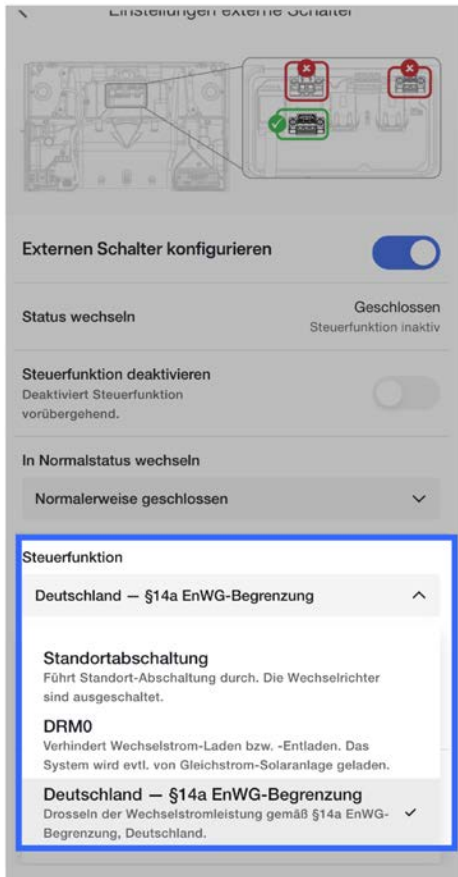 Einstellungen externe Schalter
Externen Schalter konfigurieren
Status wechseln
Geschlossen
Steuerfunktion inaktiv
Steuerfunktion deaktivieren
Deaktiviert Steuerfunktion
vorübergehend.
In Normalstatus wechseln
Normalerweise geschlossen
Steuerfunktion
Deutschland — §14a EnWG-Begrenzung
Standortabschaltung
Führt Standort-Abschaltung durch. Die Wechselrichter
sind ausgeschaltet.
DRM0
Verhindert Wechselstrom-Laden bzw. -Entladen. Das
System wird evtl. von Gleichstrom-Solaranlage geladen.
Deutschland — §14a EnWG-Begrenzung
Drosseln der Wechselstromleistung gemäß §14a EnWG-
Begrenzung, Deutschland.